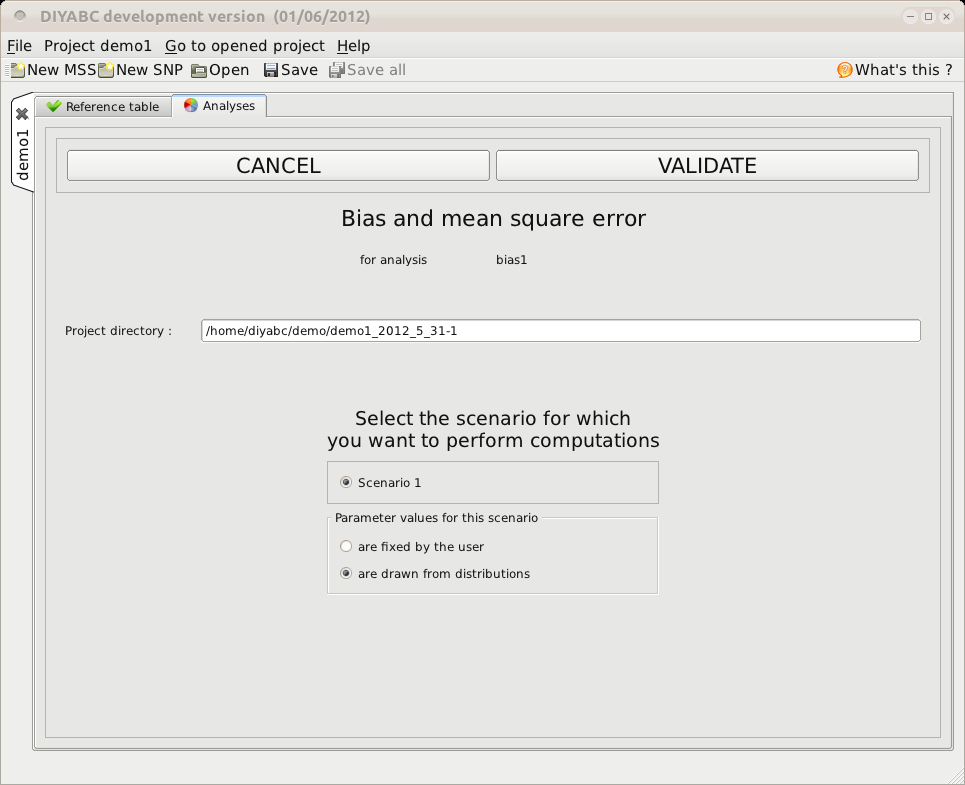 DIYABC development version (01/06/2012)
File Project demo1 Go to opened project Help
New MSS New SNP Open Save Save all What's this ?
demo1
Reference table Analyses
CANCEL VALIDATE
Bias and mean square error
for analysis bias1
Project directory : /home/diyabc/demo/demo1_2012_5_31-1
Select the scenario for which
you want to perform computations
Scenario 1
Parameter values for this scenario
are fixed by the user
are drawn from distributions